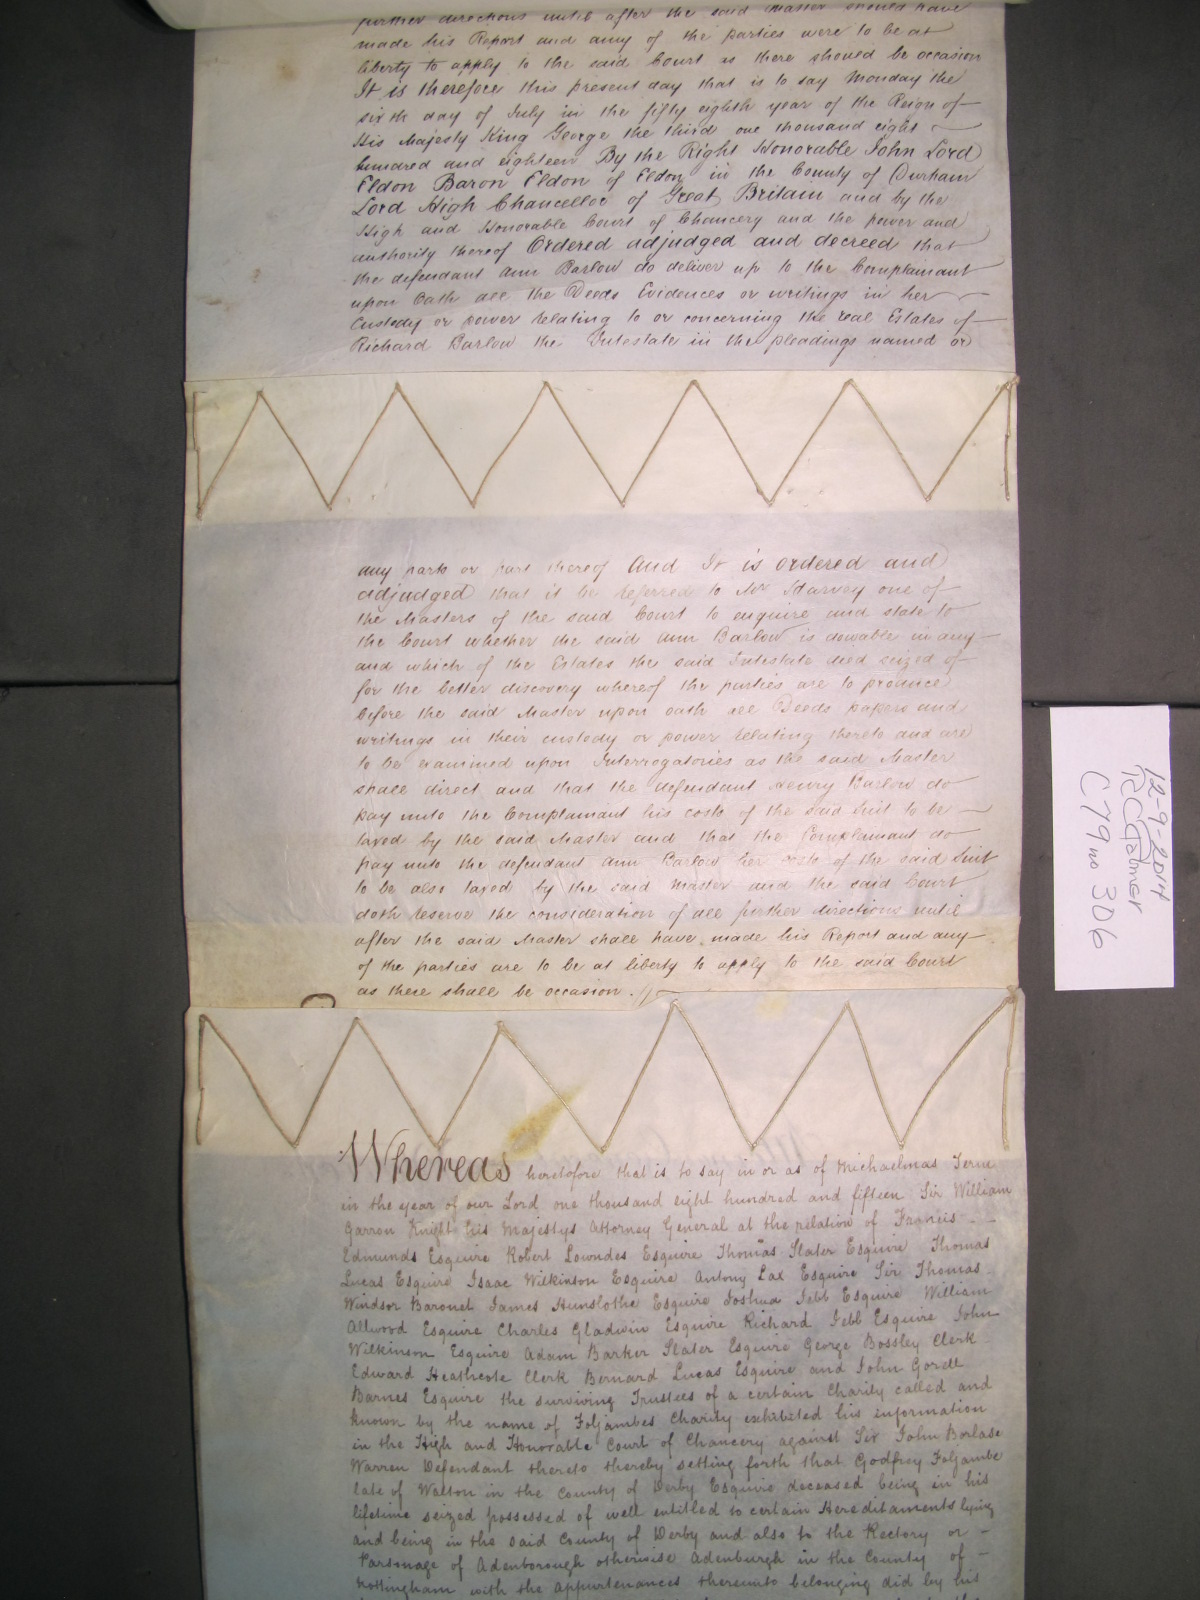 further directions until after the said Master should have
made his Report and any of the parties were to be at
liberty to apply to the said Court as there should be occasion
It is therefore this present day that is to say Monday the
sixth day of July in the fifty eighth year of the Reign of
His Majesty King George the third one thousand eight
hundred and eighteen By the Right Honorable John Lord
Eldon Baron Eldon of Eldon in the County of Durham
Lord High Chancellor of Great Britain and by the
High and Honorable Court of Chancery and the power and
authority thereof Ordered adjudged and decreed that
the defendant Ann Barlow do deliver up to the Complainant
upon Oath all the Deeds Evidences or writings in her
Custody or power relating to or concerning the real Estates of
Richard Barlow the Intestate in the pleadings named or
any parts or part thereof And It is ordered and
adjudged that it be referred to Mr Harvey one of
the Masters of the said Court to enquire and state to
the Court whether the said Ann Barlow is dowable in any
and which of the Estates the said Intestate died seized of
for the better discovery whereof the parties are to produce
before the said Master upon oath all Deeds papers and
writings in their custody or power relating thereto and are
to be examined upon Interrogatories as the said Master
shall direct and that the defendant Henry Barlow do
pay unto the Complainant his costs of the said Suit to be
taxed by the said Master and that the Complainant do
pay unto the defendant Ann Barlow her costs of the said Suit
to be also taxed by the said Master and the said Court
doth reserve the consideration of all further directions until
after the said Master shall have made his Report and any
of the parties are to be at liberty to apply to the said Court
as there shall be occasion.
Whereas heretofore that is to say in or as of Michaelmas Term
in the year of our Lord one thousand eight hundred and fifteen Sir William
Garron Knight his Majestys Attorney General at the relation of Francis
Edmunds Esquire Robert Lowndes Esquire Thomas Slater Esquire Thomas
Lucas Esquire Isaac Wilkinson Esquire Antony Lax Esquire Sir Thomas
Windsor Baronet James Hunslothe Esquire Joshua Jebb Esquire William
Allwood Esquire Charles Gladwin Esquire Richard Jebb Esquire John
Wilkinson Esquire Adam Barker Slater Esquire George Bossley Clerk
Edward Heathcote Clerk Bernard Lucas Esquire and John Gorell
Barnes Esquire the surviving Trustees of a certain Charity called and
known by the name of Foljambes Charity exhibited his information
in the High and Honorable Court of Chancery against Sir John Borlase
Warren Defendant thereto thereby setting forth that Godfrey Foljambe
late of Walton in the County of Derby Esquire deceased being in his
lifetime seized possessed of well entitled to certain Hereditaments lying
and being in the said County of Derby and also to the Rectory or
Parsonage of Adenborough otherwise Adenburgh in the County of
Nottingham with the appurtenances thereunto belonging did by his
12-9-2014
C79 no 306